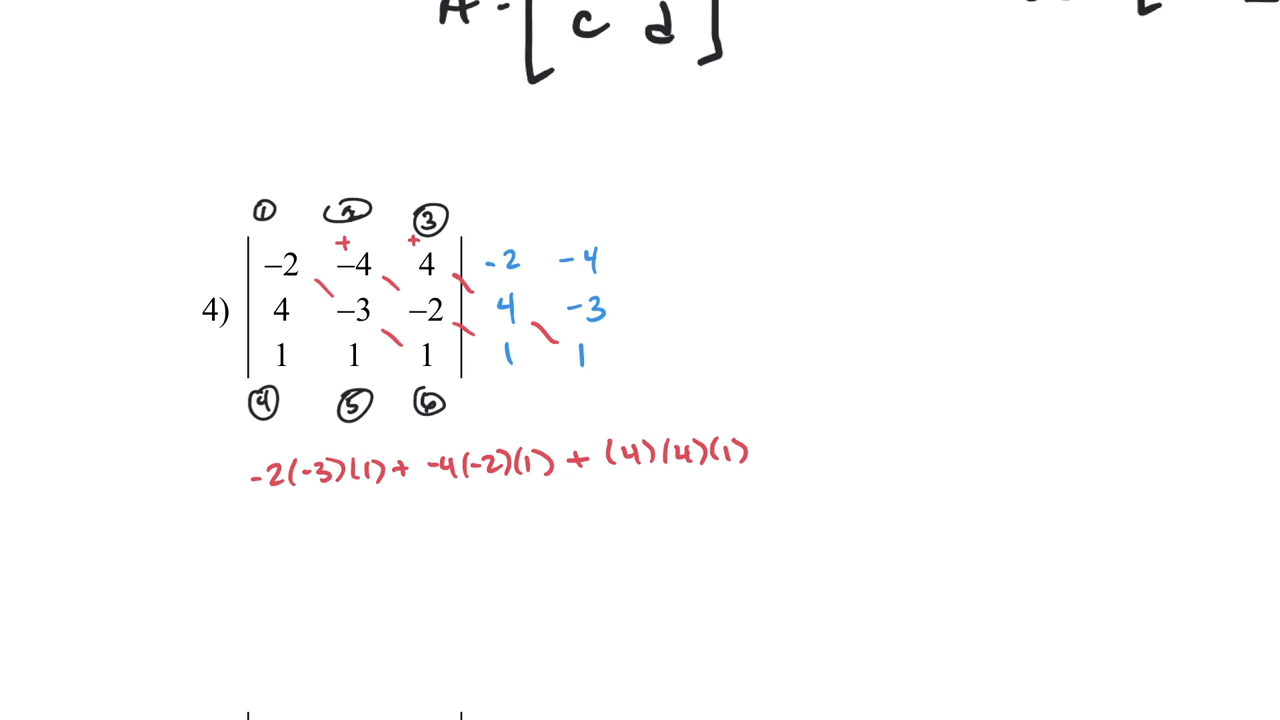 A = [ c d ]
① ② ③
+ +
4) | −2 −4 4 | -2 -4
| 4 −3 −2 | 4 -3
| 1 1 1 | 1 1
④ ⑤ ⑥
-2(-3)(1) + -4(-2)(1) + (4)(4)(1)